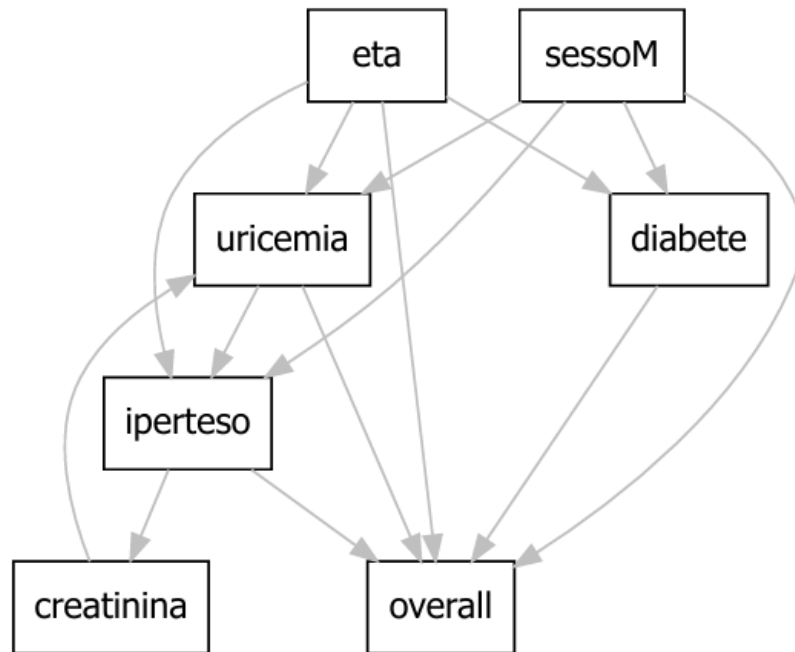 eta
sessoM
uricemia
diabete
iperteso
creatinina
overall